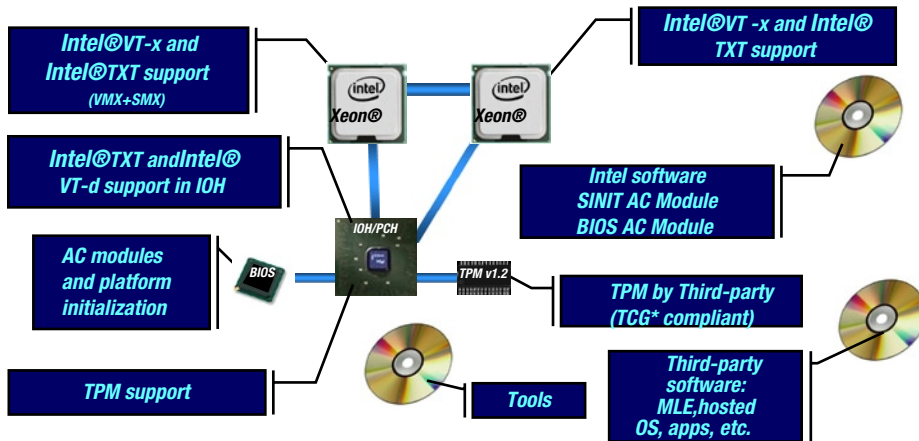 Intel®VT-x and
Intel®TXT support
(VMX+SMX)
Intel®VT -x and Intel®
TXT support
intel
Xeon®
intel
Xeon®
Intel®TXT andIntel®
VT-d support in IOH
Intel software
SINIT AC Module
BIOS AC Module
IOH/PCH
AC modules
and platform
initialization
BIOS
TPM v1.2
TPM by Third-party
(TCG* compliant)
TPM support
Tools
Third-party
software:
MLE,hosted
OS, apps, etc.